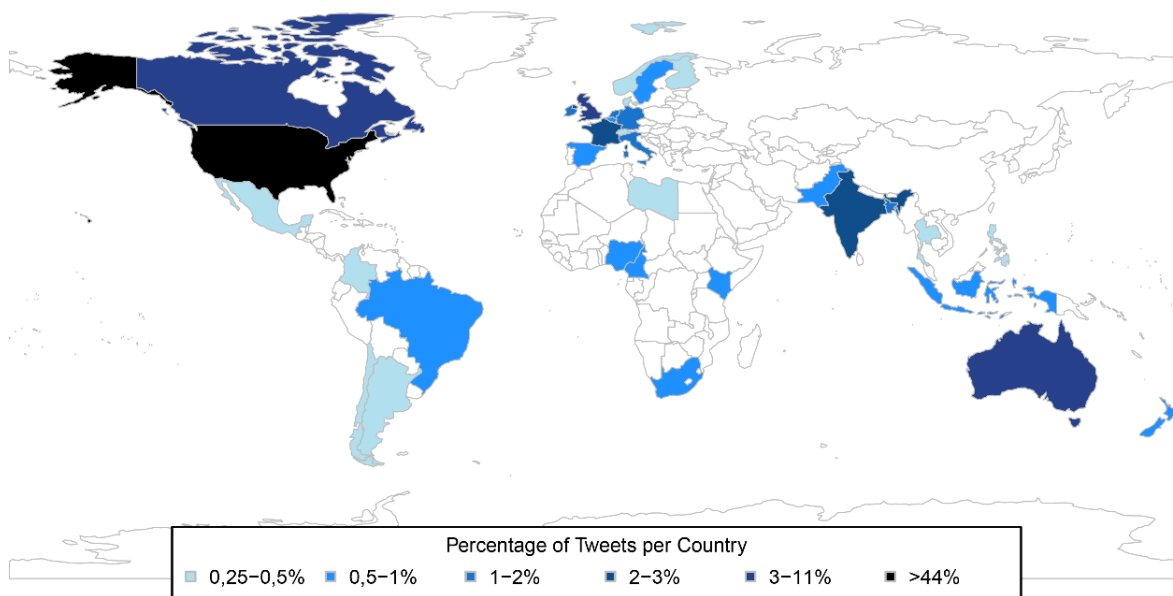 Percentage of Tweets per Country
0,25−0,5% 0,5−1% 1−2% 2−3% 3−11% >44%